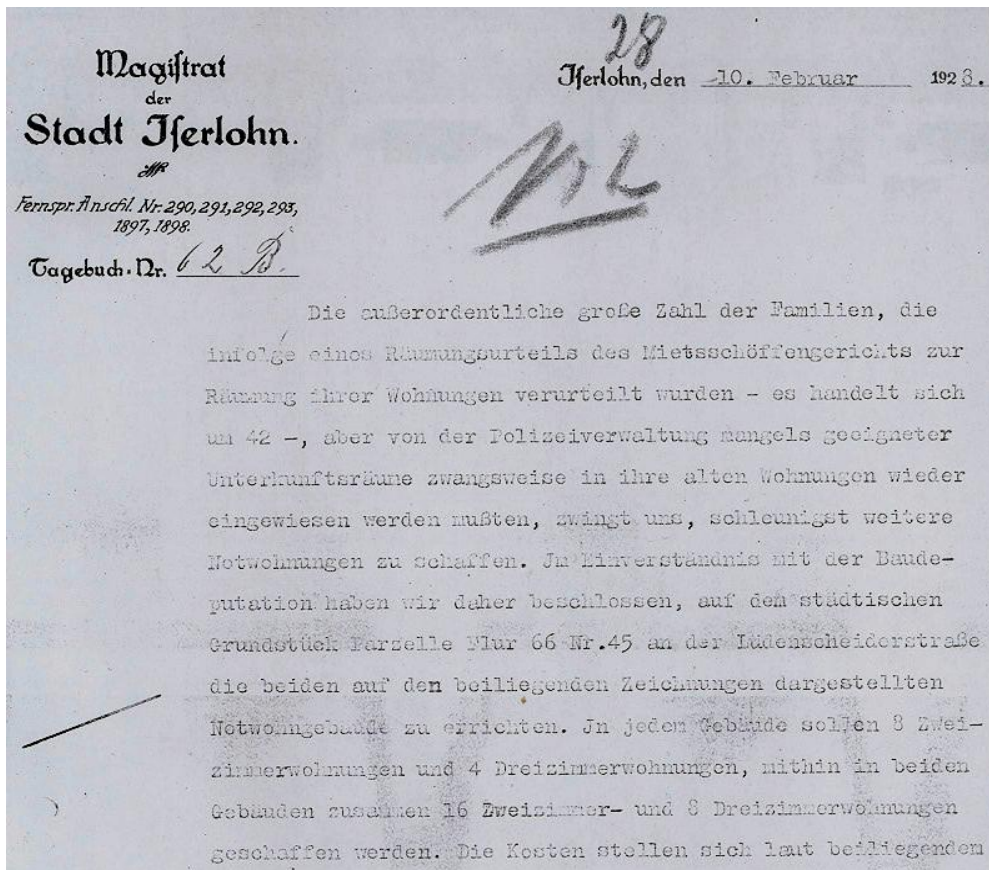 28
Magistrat
der
Stadt Iserlohn.
Iserlohn, den 10. Februar 1928.
Fernspr. Anschl. Nr. 290, 291, 292, 293,
1897, 1898.
Tagebuch-Nr. 62 B.
Die außerordentliche große Zahl der Familien, die
infolge eines Räumungsurteils des Mietsschöffengerichts zur
Räumung ihrer Wohnungen verurteilt wurden - es handelt sich
um 42 -, aber von der Polizeiverwaltung mangels geeigneter
Unterkunftsräume zwangsweise in ihre alten Wohnungen wieder
eingewiesen werden mußten, zwingt uns, schleunigst weitere
Notwohnungen zu schaffen. Jm Einverständnis mit der Baude-
putation haben wir daher beschlossen, auf dem städtischen
Grundstück Parzelle Flur 66 Nr.45 an der Lüdenscheiderstraße
die beiden auf den beiliegenden Zeichnungen dargestellten
Notwohngebäude zu errichten. Jn jedem Gebäude sollen 8 Zwei-
zimmerwohnungen und 4 Dreizimmerwohnungen, mithin in beiden
Gebäuden zusammen 16 Zweizimmer- und 8 Dreizimmerwohnungen
geschaffen werden. Die Kosten stellen sich laut beiliegendem